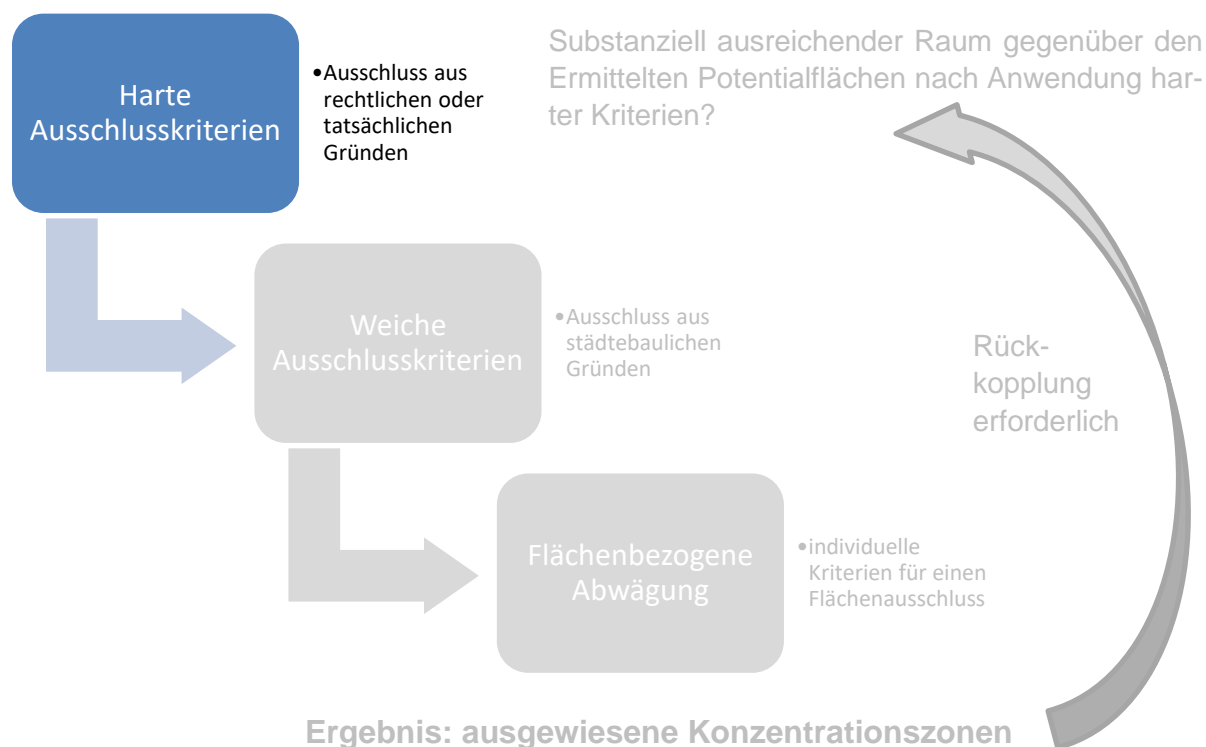 Harte
Ausschlusskriterien
•Ausschluss aus
rechtlichen oder
tatsächlichen
Gründen
Substanziell ausreichender Raum gegenüber den
Ermittelten Potentialflächen nach Anwendung har-
ter Kriterien?
Weiche
Ausschlusskriterien
•Ausschluss aus
städtebaulichen
Gründen
Rück-
kopplung
erforderlich
Flächenbezogene
Abwägung
•individuelle
Kriterien für einen
Flächenausschluss
Ergebnis: ausgewiesene Konzentrationszonen